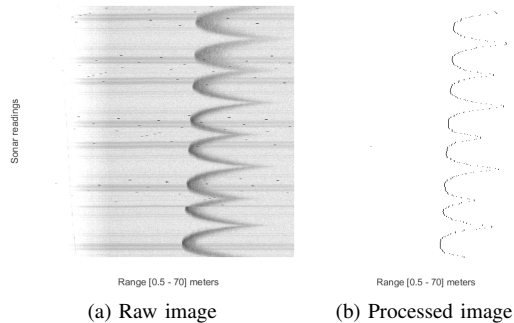 Sonar readings
Range [0.5 - 70] meters
Range [0.5 - 70] meters
(a) Raw image
(b) Processed image